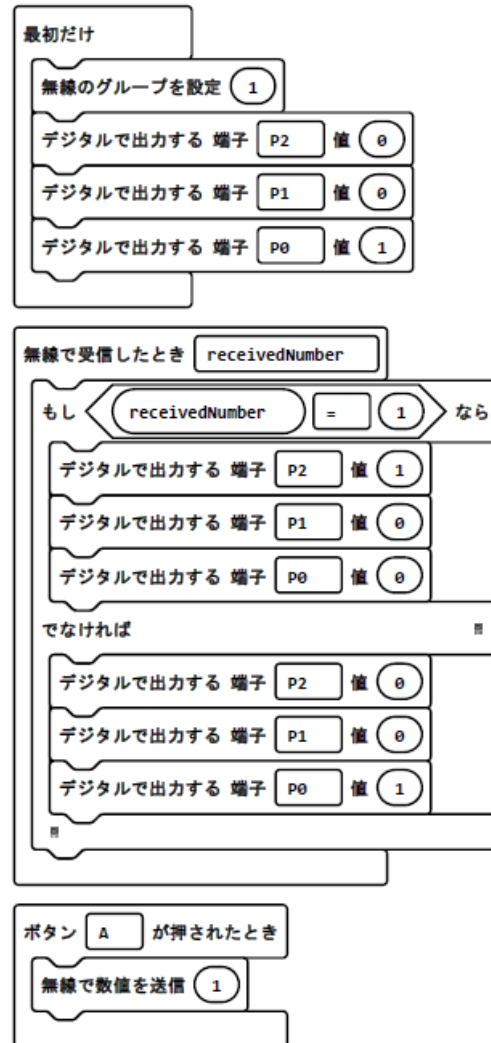 最初だけ
無線のグループを設定 1
デジタルで出力する 端子 P2 値 0
デジタルで出力する 端子 P1 値 0
デジタルで出力する 端子 P0 値 1
無線で受信したとき receivedNumber
もし receivedNumber = 1 なら
デジタルで出力する 端子 P2 値 1
デジタルで出力する 端子 P1 値 0
デジタルで出力する 端子 P0 値 0
でなければ
デジタルで出力する 端子 P2 値 0
デジタルで出力する 端子 P1 値 0
デジタルで出力する 端子 P0 値 1
ボタン A が押されたとき
無線で数値を送信 1